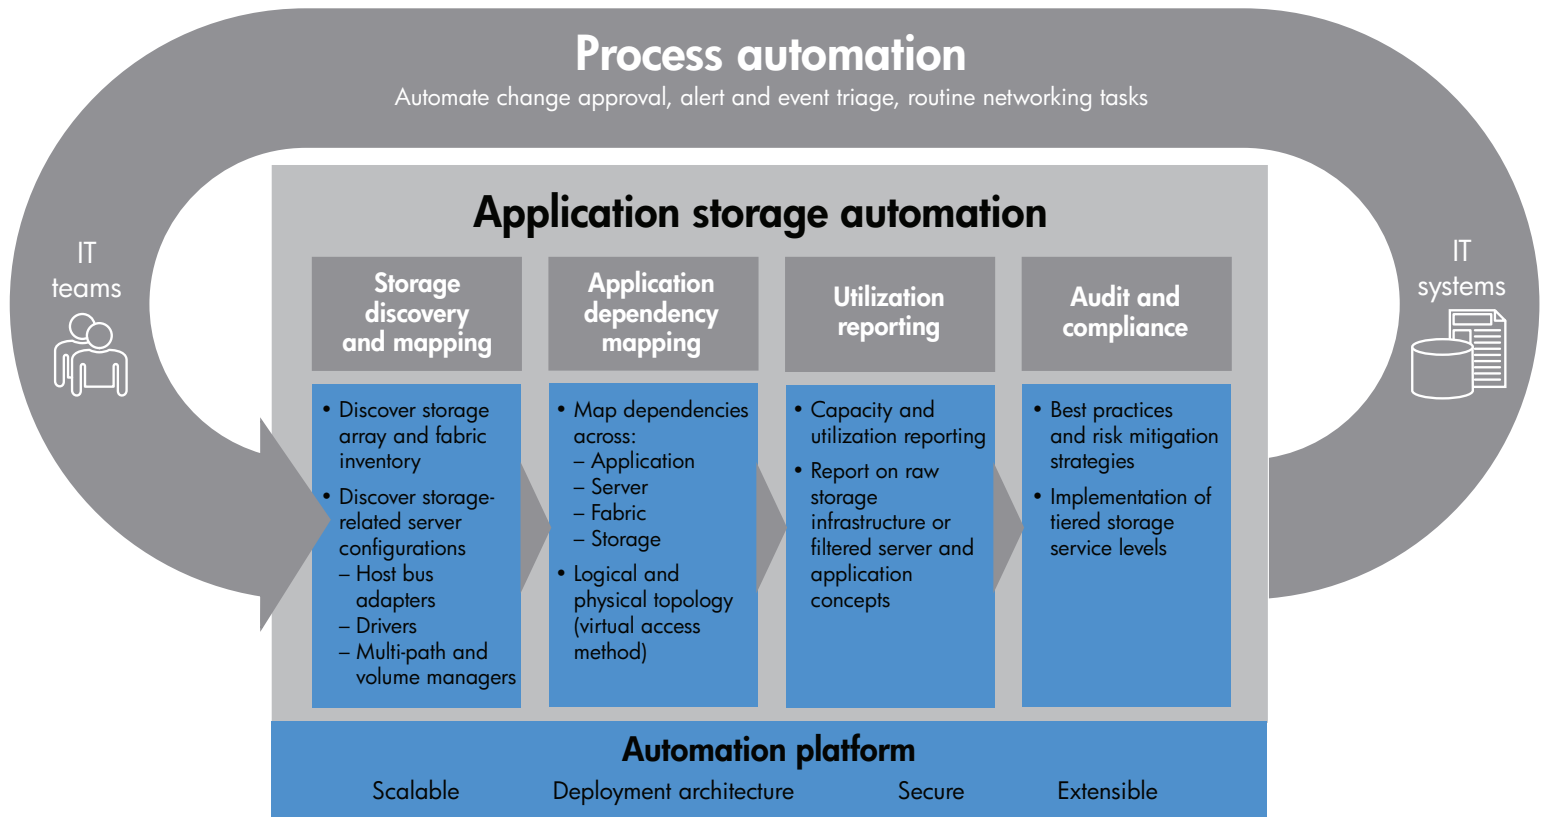 Process automation
Automate change approval, alert and event triage, routine networking tasks
IT
teams
IT
systems
Application storage automation
Storage
discovery
and mapping
• Discover storage
array and fabric
inventory
• Discover storage-
related server
configurations
– Host bus
adapters
– Drivers
– Multi-path and
volume managers
Application
dependency
mapping
• Map dependencies
across:
– Application
– Server
– Fabric
– Storage
• Logical and
physical topology
(virtual access
method)
Utilization
reporting
• Capacity and
utilization reporting
• Report on raw
storage
infrastructure or
filtered server and
application
concepts
Audit and
compliance
• Best practices
and risk mitigation
strategies
• Implementation of
tiered storage
service levels
Automation platform
Scalable Deployment architecture Secure Extensible